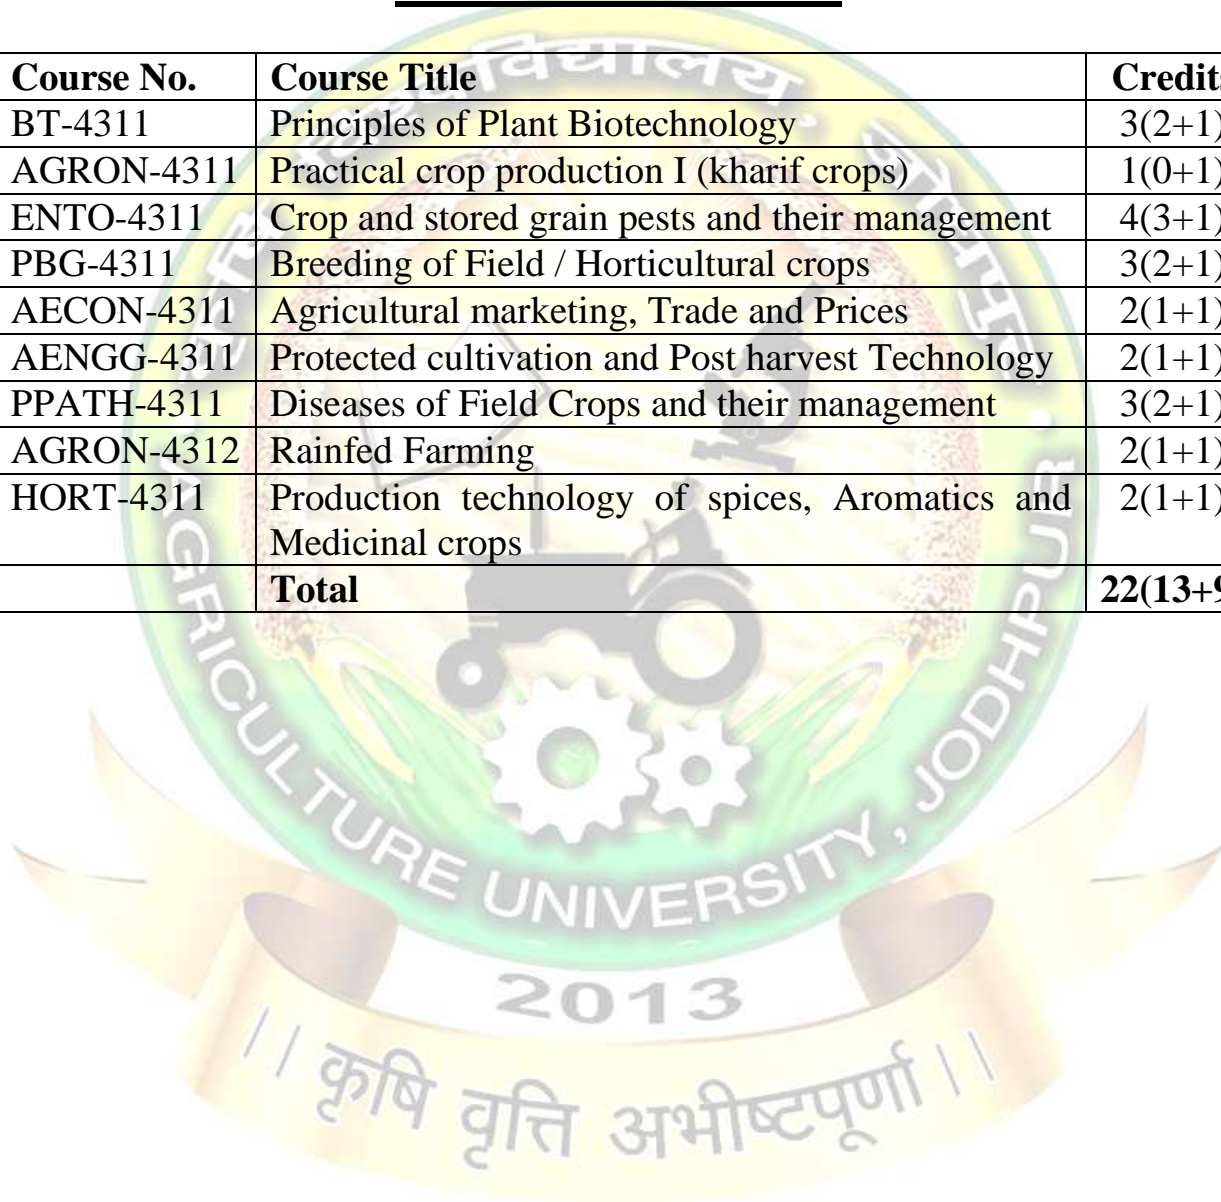 Course No. Course Title Credits
BT-4311 Principles of Plant Biotechnology 3(2+1)
AGRON-4311 Practical crop production I (kharif crops) 1(0+1)
ENTO-4311 Crop and stored grain pests and their management 4(3+1)
PBG-4311 Breeding of Field / Horticultural crops 3(2+1)
AECON-4311 Agricultural marketing, Trade and Prices 2(1+1)
AENGG-4311 Protected cultivation and Post harvest Technology 2(1+1)
PPATH-4311 Diseases of Field Crops and their management 3(2+1)
AGRON-4312 Rainfed Farming 2(1+1)
HORT-4311 Production technology of spices, Aromatics and 2(1+1)
Medicinal crops
Total 22(13+9
विश्वविद्यालय, जोधपुर
AGRICULTURE UNIVERSITY, JODHPUR
2013
|| कृषि वृत्ति अभीष्टपूर्णा ||